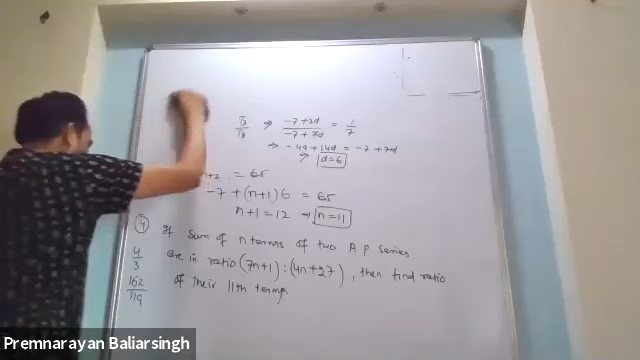 T3/T8 ⇒ (-7+2d)/(-7+7d) = 1/7
⇒ -49+14d = -7+7d
⇒ d=6
n+2 = 65
-7+(n+1)6 = 65
n+1=12 → n=11
4 If sum of n terms of two A.P series
4/3 are in ratio (7n+1):(4n+27), then find ratio
162/119 of their 11th terms
Premnarayan Baliarsingh